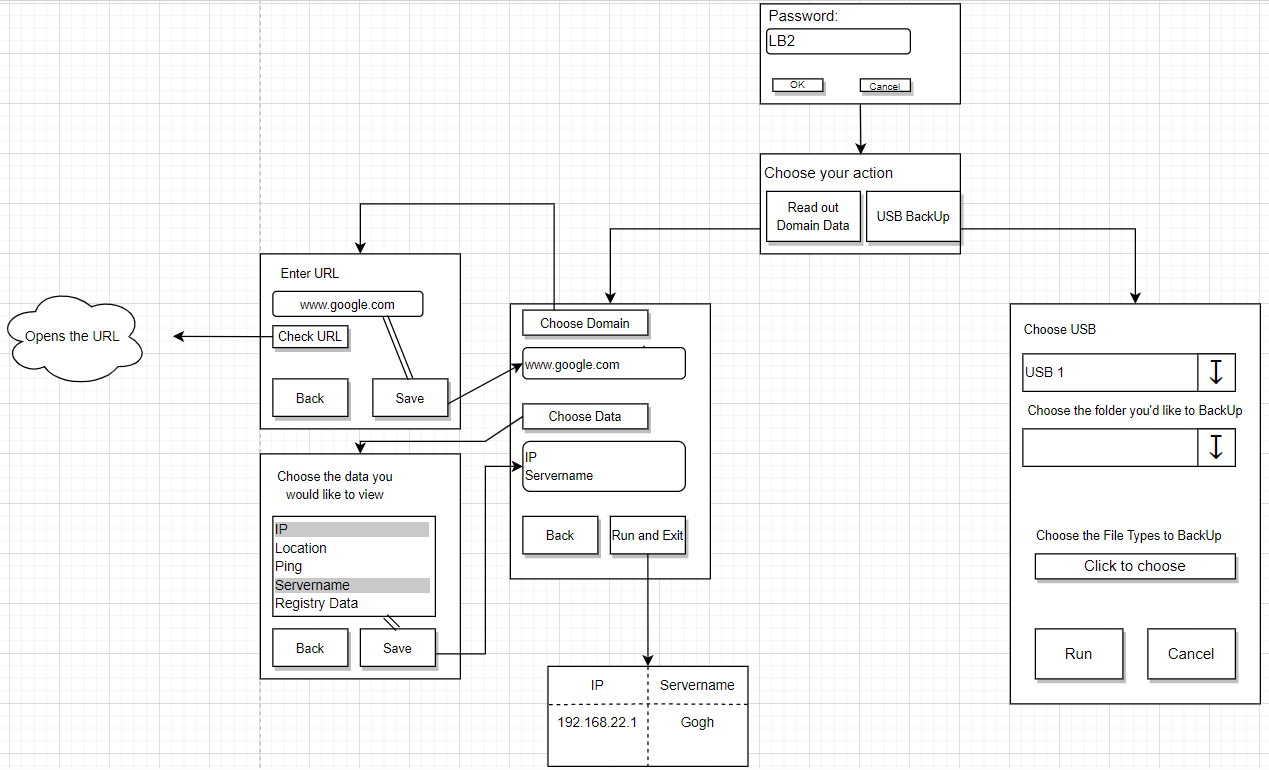 Password:
LB2
OK
Cancel
Choose your action
Read out
Domain Data
USB BackUp
Enter URL
www.google.com
Check URL
Back
Save
Opens the URL
Choose Domain
www.google.com
Choose Data
IP
Servername
Back
Run and Exit
Choose the data you
would like to view
IP
Location
Ping
Servername
Registry Data
Back
Save
IP
Servername
192.168.22.1
Gogh
Choose USB
USB 1
Choose the folder you'd like to BackUp
Choose the File Types to BackUp
Click to choose
Run
Cancel